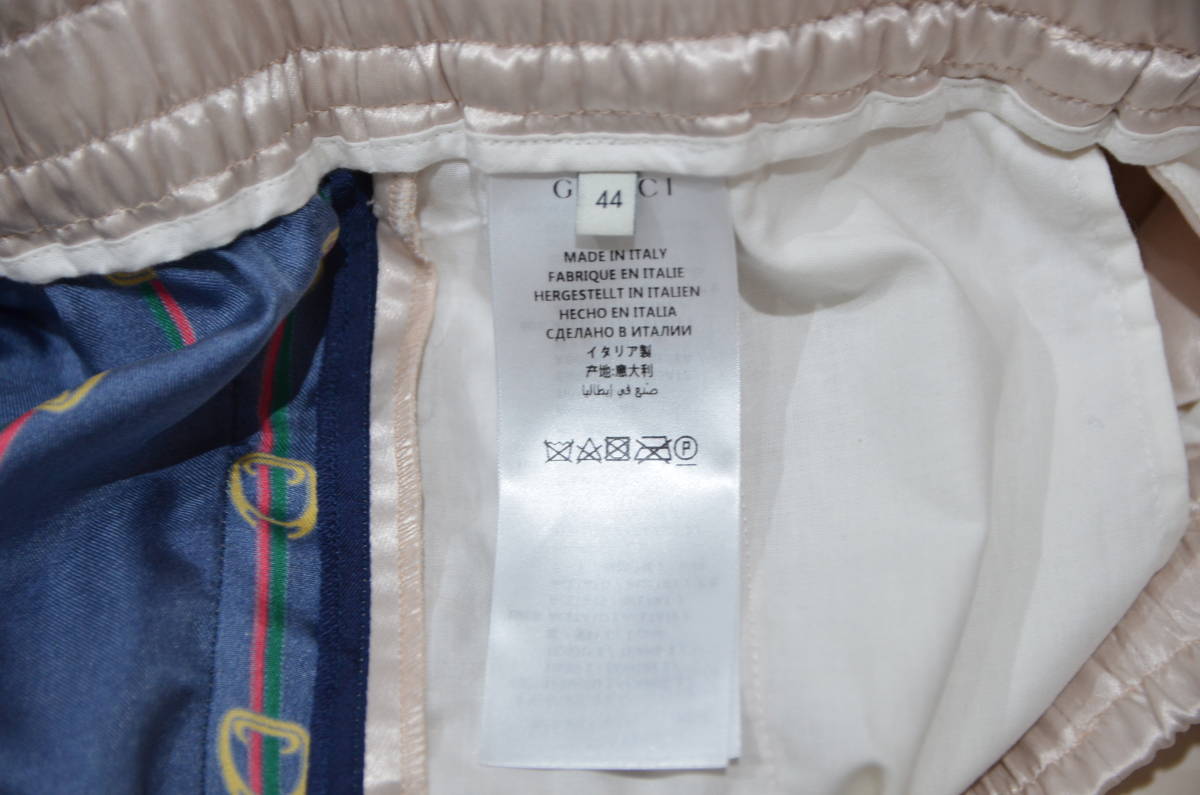 G CI
44
MADE IN ITALY
FABRIQUE EN ITALIE
HERGESTELLT IN ITALIEN
HECHO EN ITALIA
СДЕЛАНО В ИТАЛИИ
イタリア製
产地:意大利
صنع في إيطاليا
P